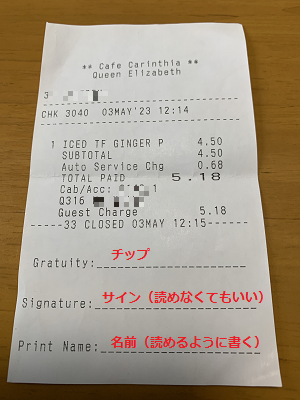 ** Cafe Carinthia **
Queen Elizabeth
3
CHK 3040 03MAY'23 12:14
1 ICED TF GINGER P 4.50
SUBTOTAL 4.50
Auto Service Chg 0.68
TOTAL PAID 5.18
Cab/Acc: 1
Q316
Guest Charge 5.18
-----33 CLOSED 03MAY 12:15------
Gratuity: チップ
Signature: サイン（読めなくてもいい）
Print Name: 名前（読めるように書く）